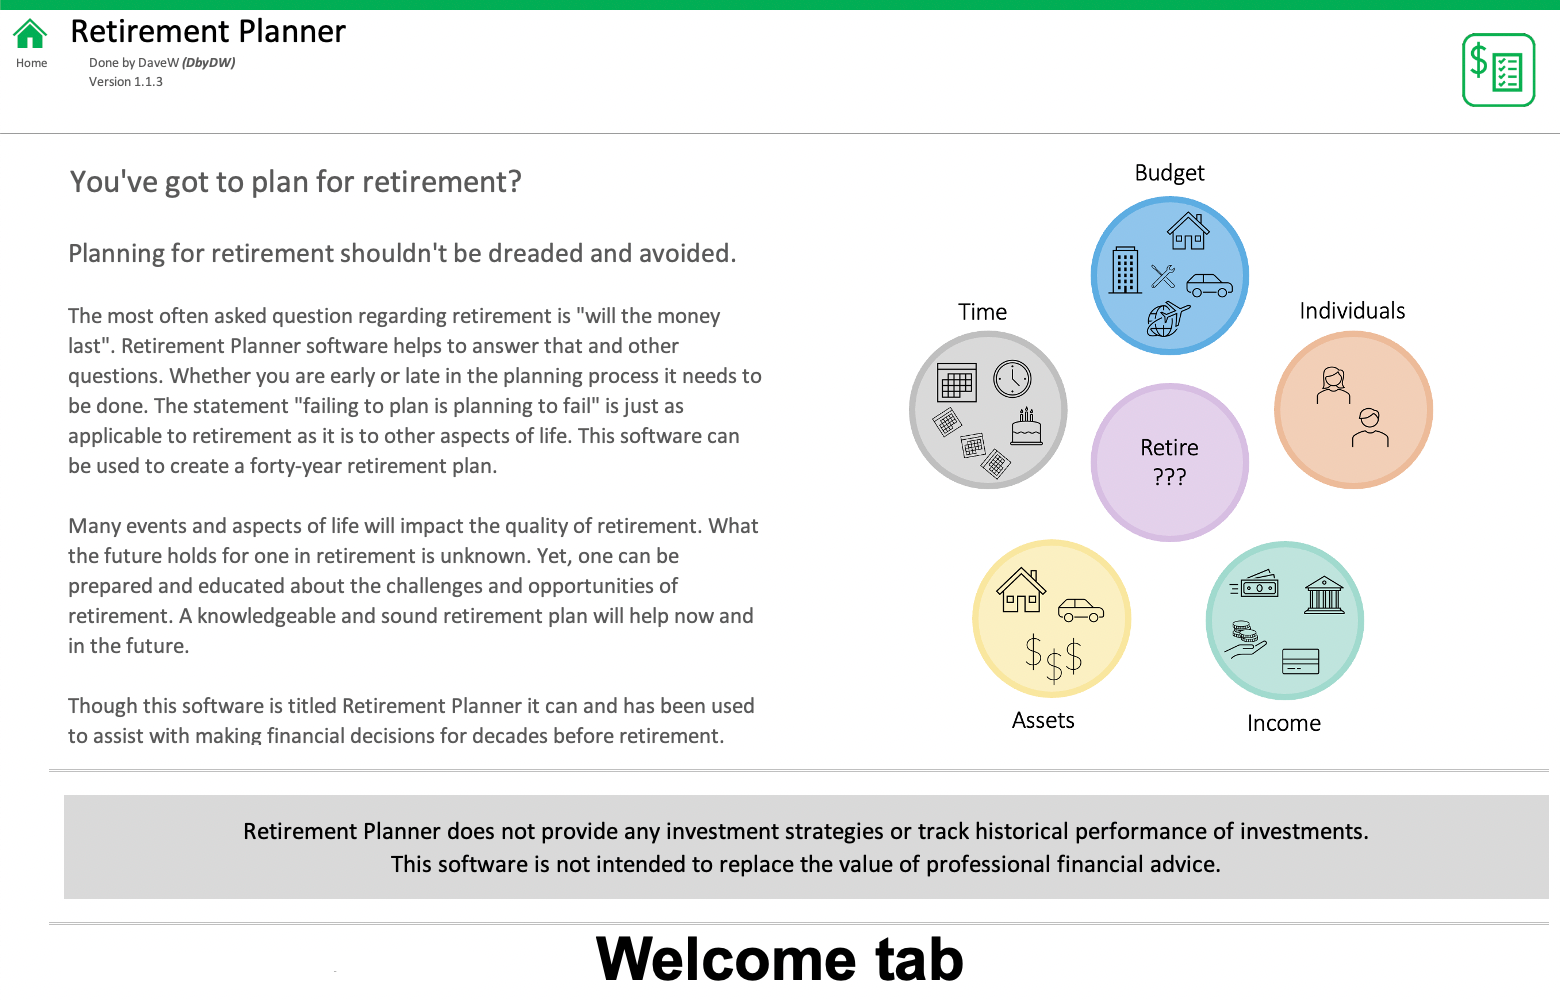 Retirement Planner
Home
Done by DaveW (DbyDW)
Version 1.1.3
$
You've got to plan for retirement?
Planning for retirement shouldn't be dreaded and avoided.
The most often asked question regarding retirement is "will the money
last". Retirement Planner software helps to answer that and other
questions. Whether you are early or late in the planning process it needs to
be done. The statement "failing to plan is planning to fail" is just as
applicable to retirement as it is to other aspects of life. This software can
be used to create a forty-year retirement plan.
Many events and aspects of life will impact the quality of retirement. What
the future holds for one in retirement is unknown. Yet, one can be
prepared and educated about the challenges and opportunities of
retirement. A knowledgeable and sound retirement plan will help now and
in the future.
Though this software is titled Retirement Planner it can and has been used
to assist with making financial decisions for decades before retirement.
Budget
Time
Individuals
Retire
???
$$$
Assets
Income
Retirement Planner does not provide any investment strategies or track historical performance of investments.
This software is not intended to replace the value of professional financial advice.
Welcome tab